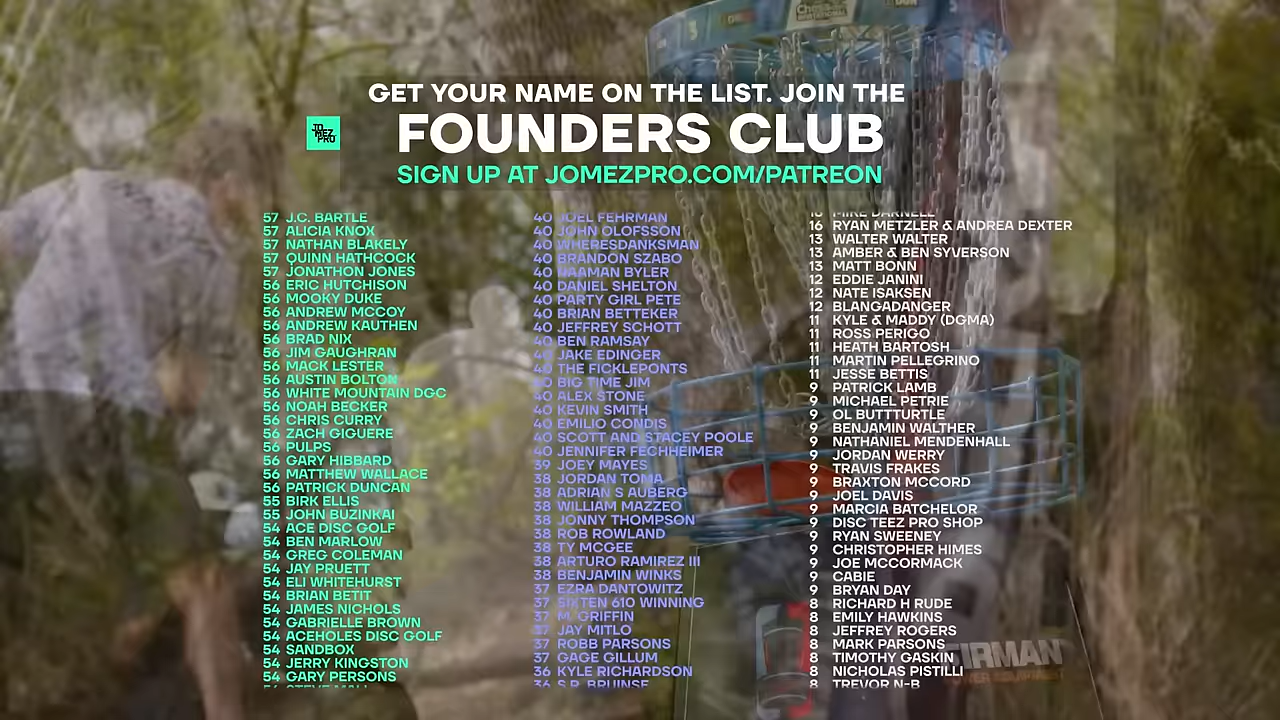 GET YOUR NAME ON THE LIST. JOIN THE
FOUNDERS CLUB
SIGN UP AT JOMEZPRO.COM/PATREON
JO
MEZ
PRO
57 J.C. BARTLE
57 ALICIA KNOX
57 NATHAN BLAKELY
57 QUINN HATHCOCK
57 JONATHON JONES
56 ERIC HUTCHISON
56 MOOKY DUKE
56 ANDREW MCCOY
56 ANDREW KAUTHEN
56 BRAD NIX
56 JIM GAUGHRAN
56 MACK LESTER
56 AUSTIN BOLTON
56 WHITE MOUNTAIN DGC
56 NOAH BECKER
56 CHRIS CURRY
56 ZACH GIGUERE
56 PULPS
56 GARY HIBBARD
56 MATTHEW WALLACE
56 PATRICK DUNCAN
55 BIRK ELLIS
55 JOHN BUZINKAI
54 ACE DISC GOLF
54 BEN MARLOW
54 GREG COLEMAN
54 JAY PRUETT
54 ELI WHITEHURST
54 BRIAN BETIT
54 JAMES NICHOLS
54 GABRIELLE BROWN
54 ACEHOLES DISC GOLF
54 SANDBOX
54 JERRY KINGSTON
54 GARY PERSONS
40 JOEL FEHRMAN
40 JOHN OLOFSSON
40 WHERESDANKSMAN
40 BRANDON SZABO
40 NAAMAN BYLER
40 DANIEL SHELTON
40 PARTY GIRL PETE
40 BRIAN BETTEKER
40 JEFFREY SCHOTT
40 BEN RAMSAY
40 JAKE EDINGER
40 THE FICKLEPONTS
40 BIG TIME JIM
40 ALEX STONE
40 KEVIN SMITH
40 EMILIO CONDIS
40 SCOTT AND STACEY POOLE
40 JENNIFER FECHHEIMER
39 JOEY MAYES
38 JORDAN TOMA
38 ADRIAN S AUBERG
38 WILLIAM MAZZEO
38 JONNY THOMPSON
38 ROB ROWLAND
38 TY MCGEE
38 ARTURO RAMIREZ III
38 BENJAMIN WINKS
37 EZRA DANTOWITZ
37 SIXTEN 610 WINNING
37 M. GRIFFIN
37 JAY MITLO
37 ROBB PARSONS
37 GAGE GILLUM
36 KYLE RICHARDSON
36 S.R. BRUINSE
MIKE DARNELL
16 RYAN METZLER & ANDREA DEXTER
13 WALTER WALTER
13 AMBER & BEN SYVERSON
13 MATT BONN
12 EDDIE JANINI
12 NATE ISAKSEN
12 BLANGADANGER
11 KYLE & MADDY (DGMA)
11 ROSS PERIGO
11 HEATH BARTOSH
11 MARTIN PELLEGRINO
11 JESSE BETTIS
9 PATRICK LAMB
9 MICHAEL PETRIE
9 OL BUTTTURTLE
9 BENJAMIN WALTHER
9 NATHANIEL MENDENHALL
9 JORDAN WERRY
9 TRAVIS FRAKES
9 BRAXTON MCCORD
9 JOEL DAVIS
9 MARCIA BATCHELOR
9 DISC TEEZ PRO SHOP
9 RYAN SWEENEY
9 CHRISTOPHER HIMES
9 JOE MCCORMACK
9 CABIE
9 BRYAN DAY
8 RICHARD H RUDE
8 EMILY HAWKINS
8 JEFFREY ROGERS
8 MARK PARSONS
8 TIMOTHY GASKIN
8 NICHOLAS PISTILLI
8 TREVOR N-B